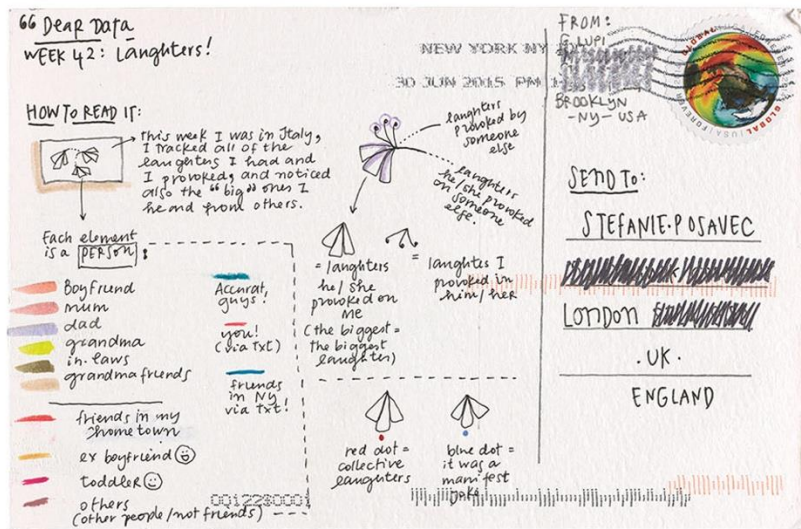 “ DEAR DATA
WEEK 42: Laughters!
HOW TO READ IT:
this week I was in Italy,
I tracked all of the
laughters I had and
I provoked, and noticed
also the “big” ones I
heard from others.
Each element
is a PERSON:
Boyfriend
mum
dad
grandma
in-laws
grandma friends
friends in my
hometown
ex boyfriend
toddler
others
(other people/not friends)
Accurat,
guys!
you!
(via txt)
friends
in NY
via txt!
laughters
provoked by
someone
else
laughters
he/she provoked
on someone
else.
= laughters
he/she
provoked on
me
(the biggest =
the biggest
laughter)
= laughter I
provoked in
him/her
red dot =
collective
laughters
blue dot =
it was a
manifest
joke
NEW YORK NY
30 JUN 2015 PM
FROM:
G. LUPI
BROOKLYN
-NY- USA
GLOBAL USA FOREVER
GLOBAL
SEND TO:
STEFANIE·POSAVEC
LONDON
·UK·
ENGLAND